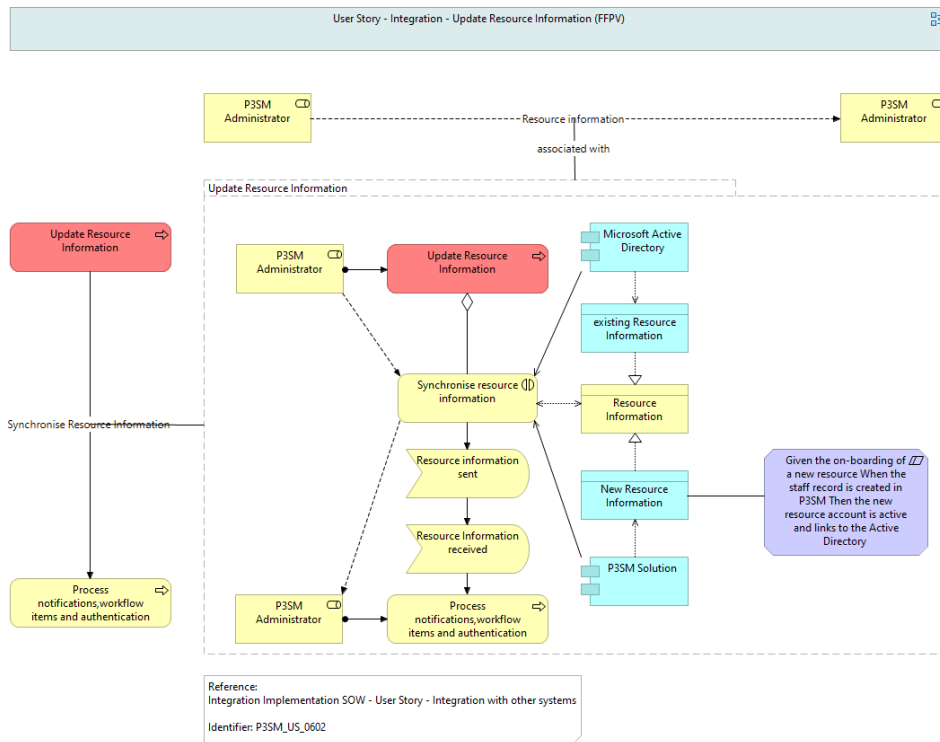 User Story - Integration - Update Resource Information (FFPV)
P3SM
Administrator
Resource information
P3SM
Administrator
associated with
Update Resource Information
Update Resource
Information
P3SM
Administrator
Update Resource
Information
Microsoft Active
Directory
existing Resource
Information
Synchronise resource
information
Resource
Information
Synchronise Resource Information
Resource information
sent
New Resource
Information
Given the on-boarding of
a new resource When the
staff record is created in
P3SM Then the new
resource account is active
and links to the Active
Directory
Resource Information
received
P3SM Solution
Process
notifications,workflow
items and authentication
P3SM
Administrator
Process
notifications,workflow
items and authentication
Reference:
Integration Implementation SOW - User Story - Integration with other systems
Identifier: P3SM_US_0602